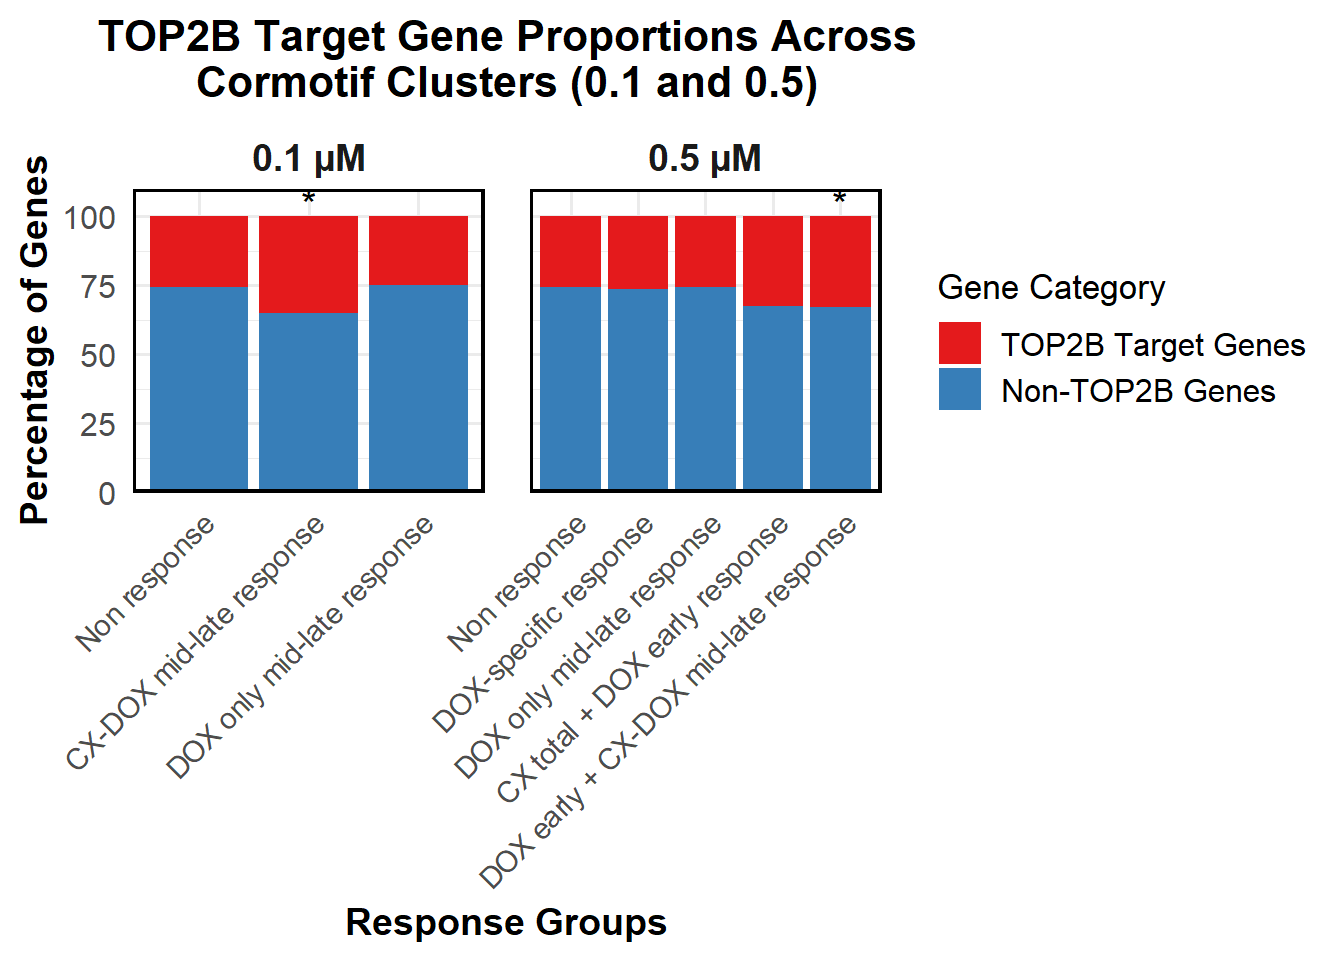 TOP2B Target Gene Proportions Across
Cormotif Clusters (0.1 and 0.5)
0.1 µM
0.5 µM
Percentage of Genes
100
75
50
25
0
*
*
Non response
CX-DOX mid-late response
DOX only mid-late response
Non response
DOX-specific response
DOX only mid-late response
CX total + DOX early response
DOX early + CX-DOX mid-late response
Response Groups
Gene Category
TOP2B Target Genes
Non-TOP2B Genes